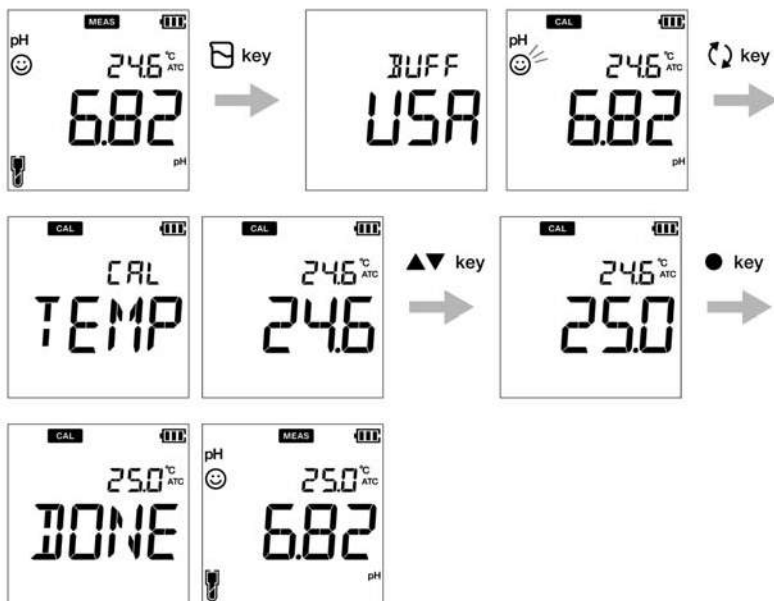 MEAS
pH
24.6 °C
ATC
6.82
pH
key
BUFF
USA
CAL
pH
24.6 °C
ATC
6.82
pH
key
CAL
CAL
TEMP
CAL
24.6 °C
ATC
24.6
▲▼ key
CAL
24.6 °C
ATC
25.0
● key
CAL
25.0 °C
ATC
DONE
MEAS
pH
25.0 °C
ATC
6.82
pH